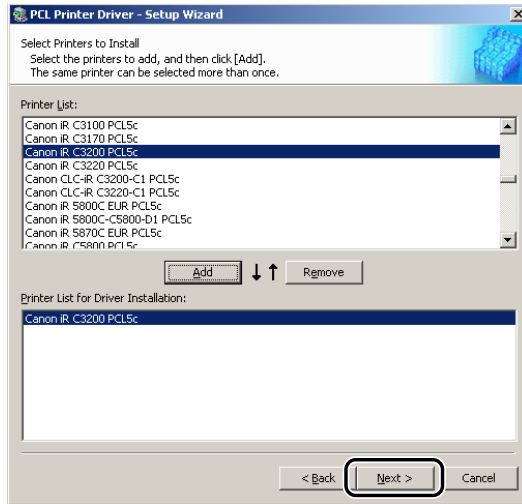 PCL Printer Driver - Setup Wizard
Select Printers to Install
Select the printers to add, and then click [Add].
The same printer can be selected more than once.
Printer List:
Canon iR C3100 PCL5c
Canon iR C3170 PCL5c
Canon iR C3200 PCL5c
Canon iR C3220 PCL5c
Canon CLC-iR C3200-C1 PCL5c
Canon CLC-iR C3220-C1 PCL5c
Canon iR 5800C EUR PCL5c
Canon iR 5800C-C5800-D1 PCL5c
Canon iR 5870C EUR PCL5c
Canon iR C5800 PCL5c
Add ↓ ↑ Remove
Printer List for Driver Installation:
Canon iR C3200 PCL5c
< Back Next > Cancel